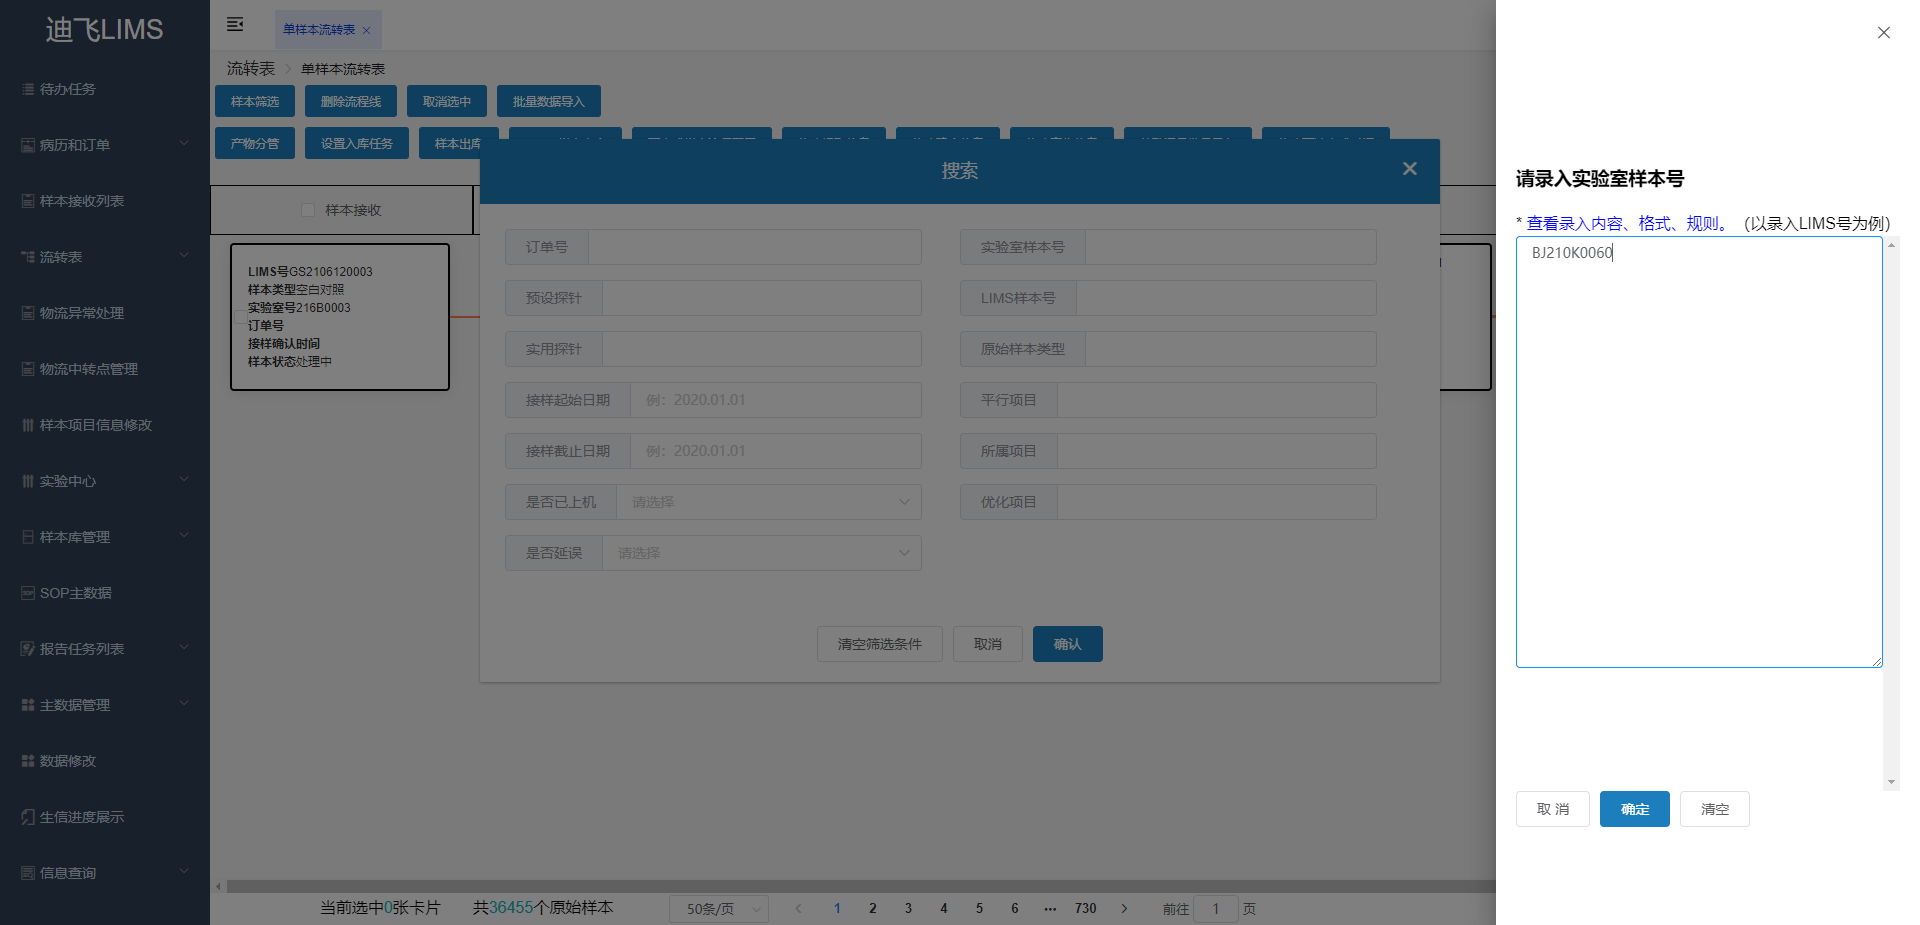 迪飞LIMS
待办任务
病历和订单
样本接收列表
流转表
物流异常处理
物流中转点管理
样本项目信息修改
实验中心
样本库管理
SOP主数据
报告任务列表
主数据管理
数据修改
生信进度展示
信息查询
单样本流转表
流转表 单样本流转表
样本筛选 删除流程线 取消选中 批量数据导入
产物分管 设置入库任务 样本出库
样本接收
LIMS号GS2106120003
样本类型空白对照
实验室号216B0003
订单号
接样确认时间
样本状态处理中
搜索
订单号 实验室样本号
预设探针 LIMS样本号
实用探针 原始样本类型
接样起始日期 例：2020.01.01 平行项目
接样截止日期 例：2020.01.01 所属项目
是否已上机 请选择 优化项目
是否延误 请选择
清空筛选条件 取消 确认
当前选中0张卡片 共36455个原始样本 50条/页 1 2 3 4 5 6 ••• 730 前往 1 页
请录入实验室样本号
* 查看录入内容、格式、规则。（以录入LIMS号为例）
BJ210K0060
取 消 确定 清空